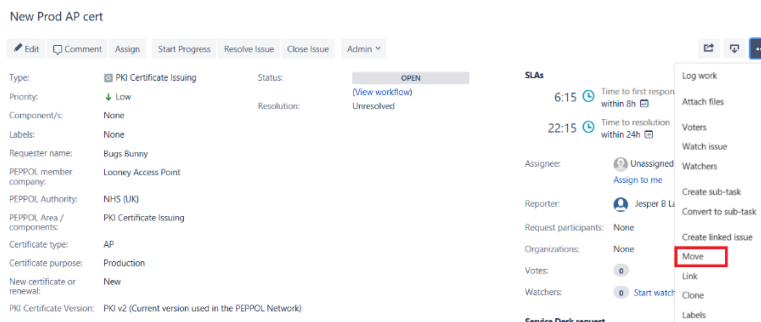 New Prod AP cert
Edit Comment Assign Start Progress Resolve Issue Close Issue Admin
Type: PKI Certificate Issuing
Priority: Low
Component/s: None
Labels: None
Requester name: Bugs Bunny
PEPPOL member company: Looney Access Point
PEPPOL Authority: NHS (UK)
PEPPOL Area / components: PKI Certificate Issuing
Certificate type: AP
Certificate purpose: Production
New certificate or renewal: New
PKI Certificate Version: PKI v2 (Current version used in the PEPPOL Network)
Status: OPEN
(View workflow)
Resolution: Unresolved
SLAs
6:15 Time to first respon
within 8h
22:15 Time to resolution
within 24h
Assignee: Unassigned
Assign to me
Reporter: Jesper B La
Request participants: None
Organizations: None
Votes: 0
Watchers: 0 Start watch
Service Desk request
Log work
Attach files
Voters
Watch issue
Watchers
Create sub-task
Convert to sub-task
Create linked issue
Move
Link
Clone
Labels